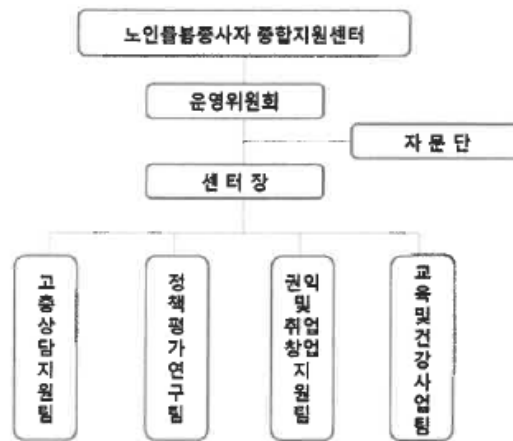 노인돌봄종사자 종합지원센터
운영위원회
자 문 단
센 터 장
고충상담지원팀
정책평가연구팀
권익 및 취업 창업 지원팀
교육및건강사업팀